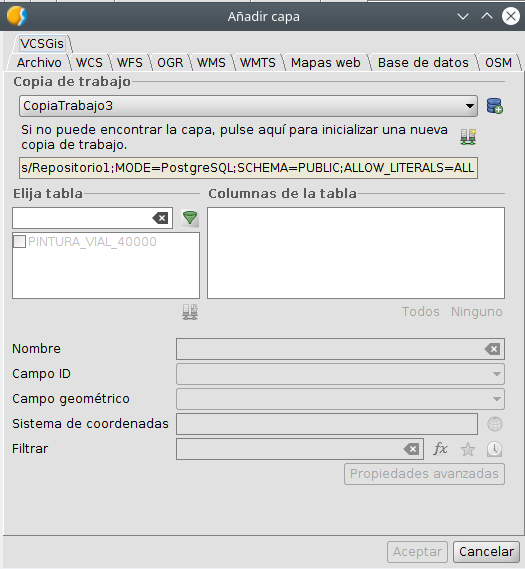 Añadir capa
VCSGis
Archivo WCS WFS OGR WMS WMTS Mapas web Base de datos OSM
Copia de trabajo
CopiaTrabajo3
Si no puede encontrar la capa, pulse aquí para inicializar una nueva
copia de trabajo.
s/Repositorio1;MODE=PostgreSQL;SCHEMA=PUBLIC;ALLOW_LITERALS=ALL
Elija tabla
Columnas de la tabla
PINTURA_VIAL_40000
Todos Ninguno
Nombre
Campo ID
Campo geométrico
Sistema de coordenadas
Filtrar
fx
Propiedades avanzadas
Aceptar Cancelar